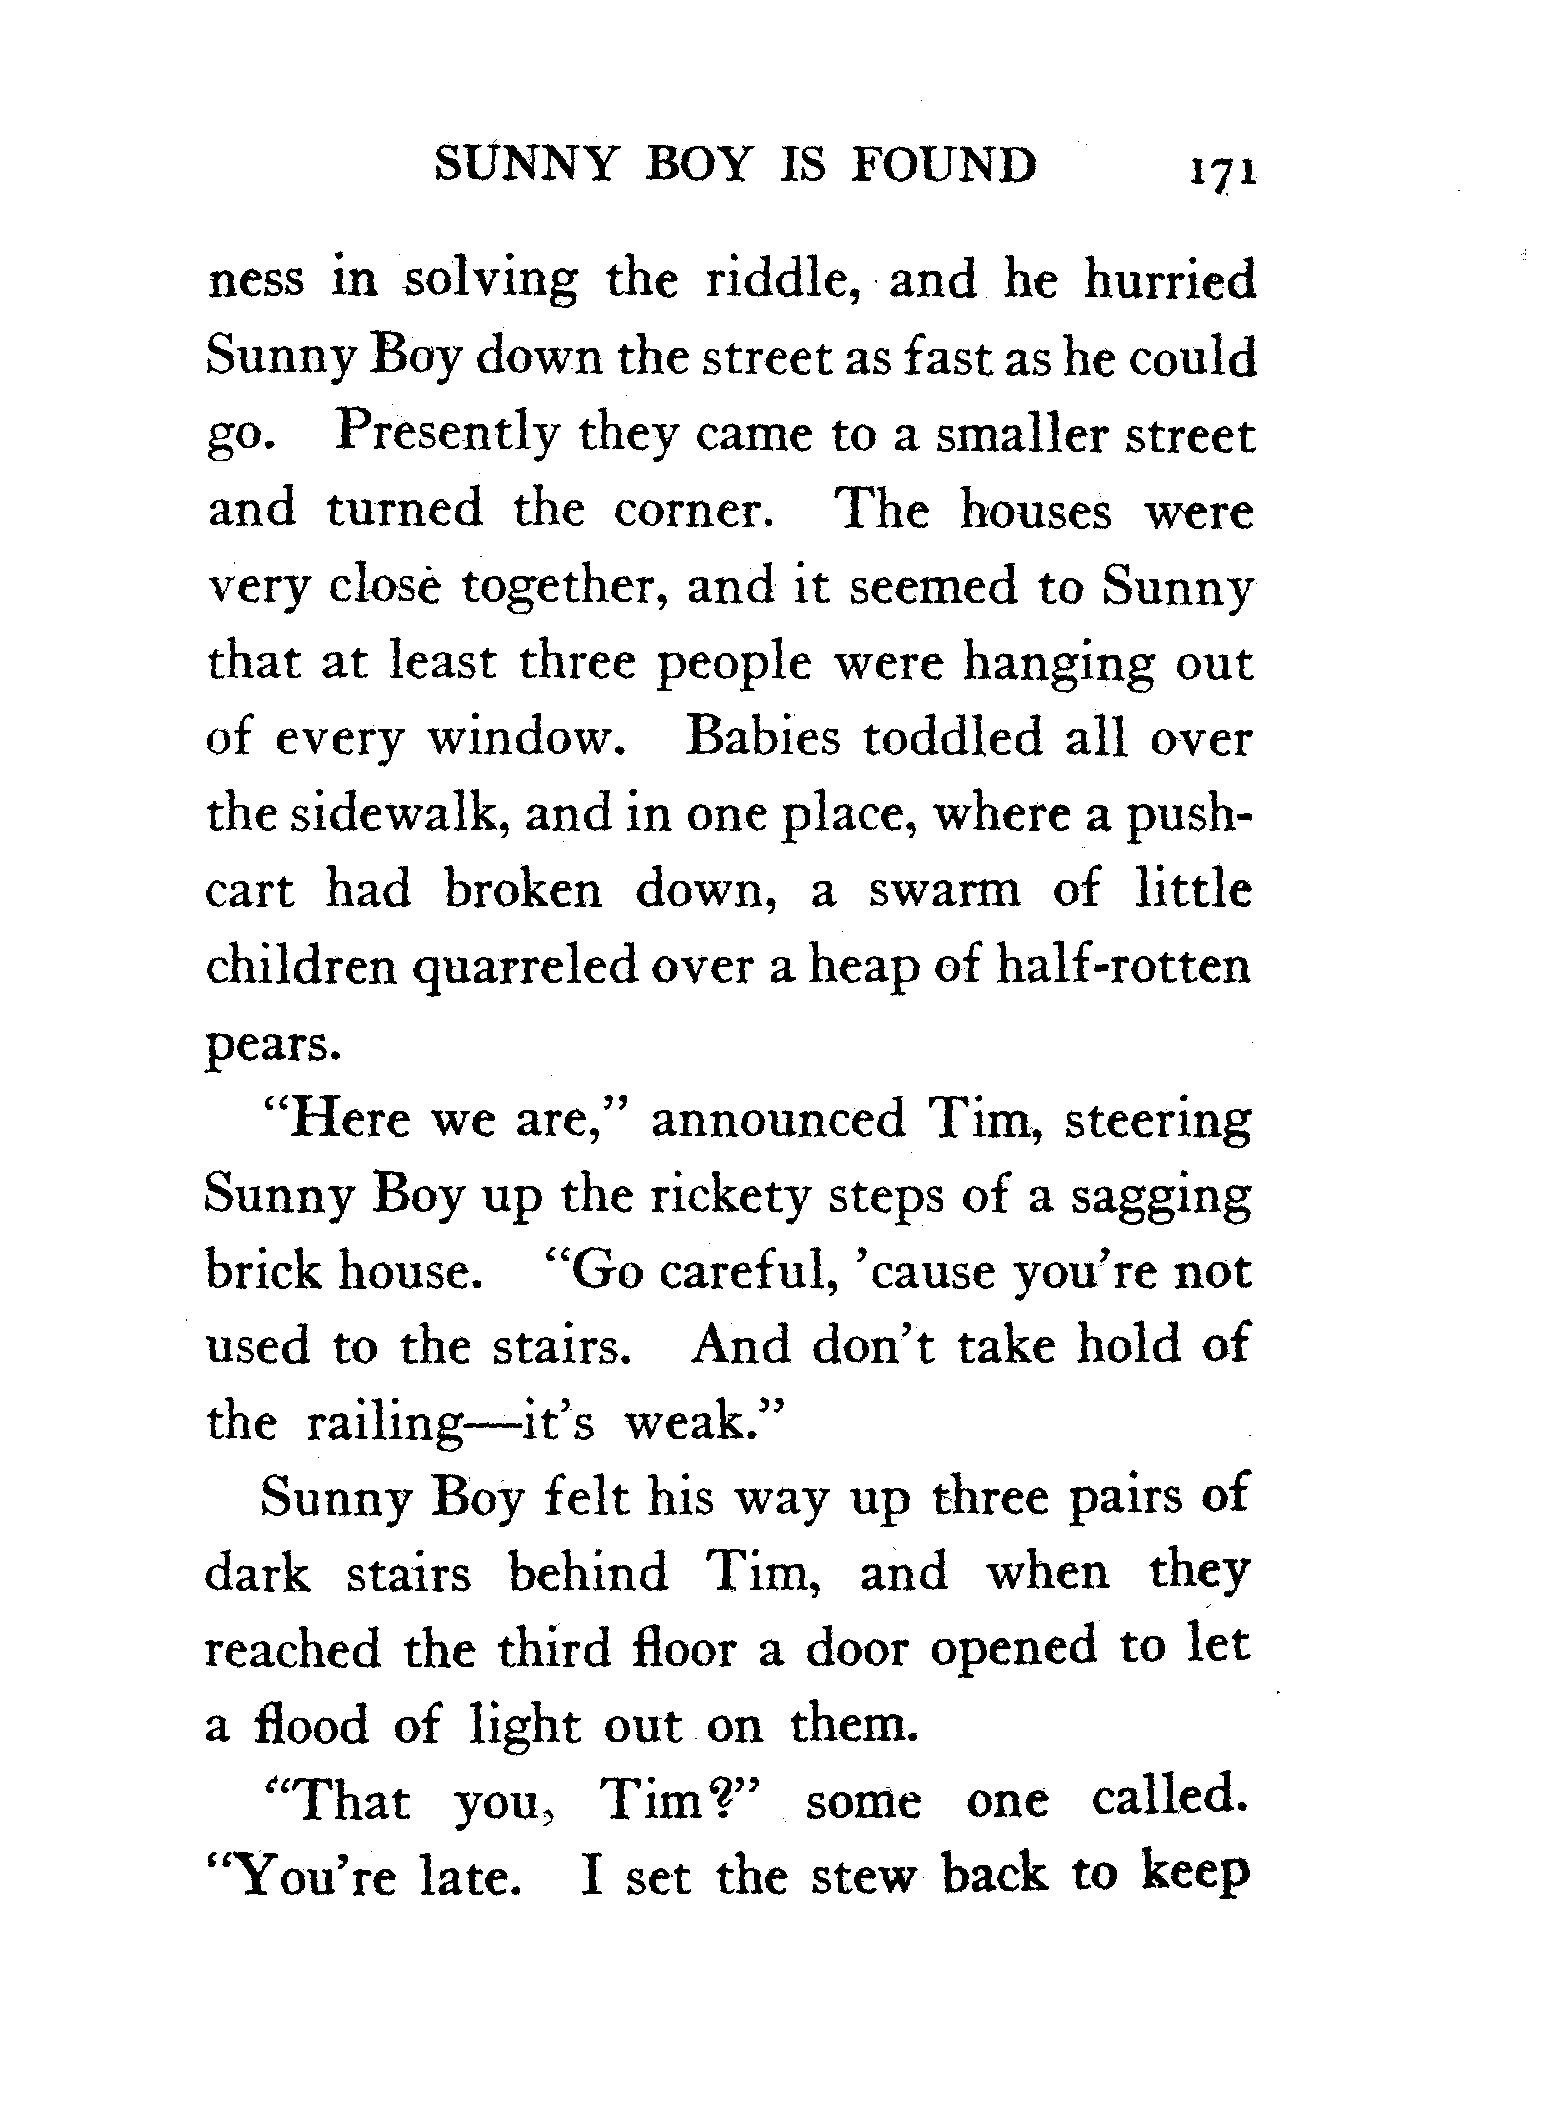 SUNNY BOY IS FOUND 171
ness in solving the riddle, and he hurried
Sunny Boy down the street as fast as he could
go. Presently they came to a smaller street
and turned the corner. The houses were
very close together, and it seemed to Sunny
that at least three people were hanging out
of every window. Babies toddled all over
the sidewalk, and in one place, where a push-
cart had broken down, a swarm of little
children quarreled over a heap of half-rotten
pears.
“Here we are,” announced Tim, steering
Sunny Boy up the rickety steps of a sagging
brick house. “Go careful, ’cause you’re not
used to the stairs. And don’t take hold of
the railing—it’s weak.”
Sunny Boy felt his way up three pairs of
dark stairs behind Tim, and when they
reached the third floor a door opened to let
a flood of light out on them.
“That you, Tim?” some one called.
“You’re late. I set the stew back to keep